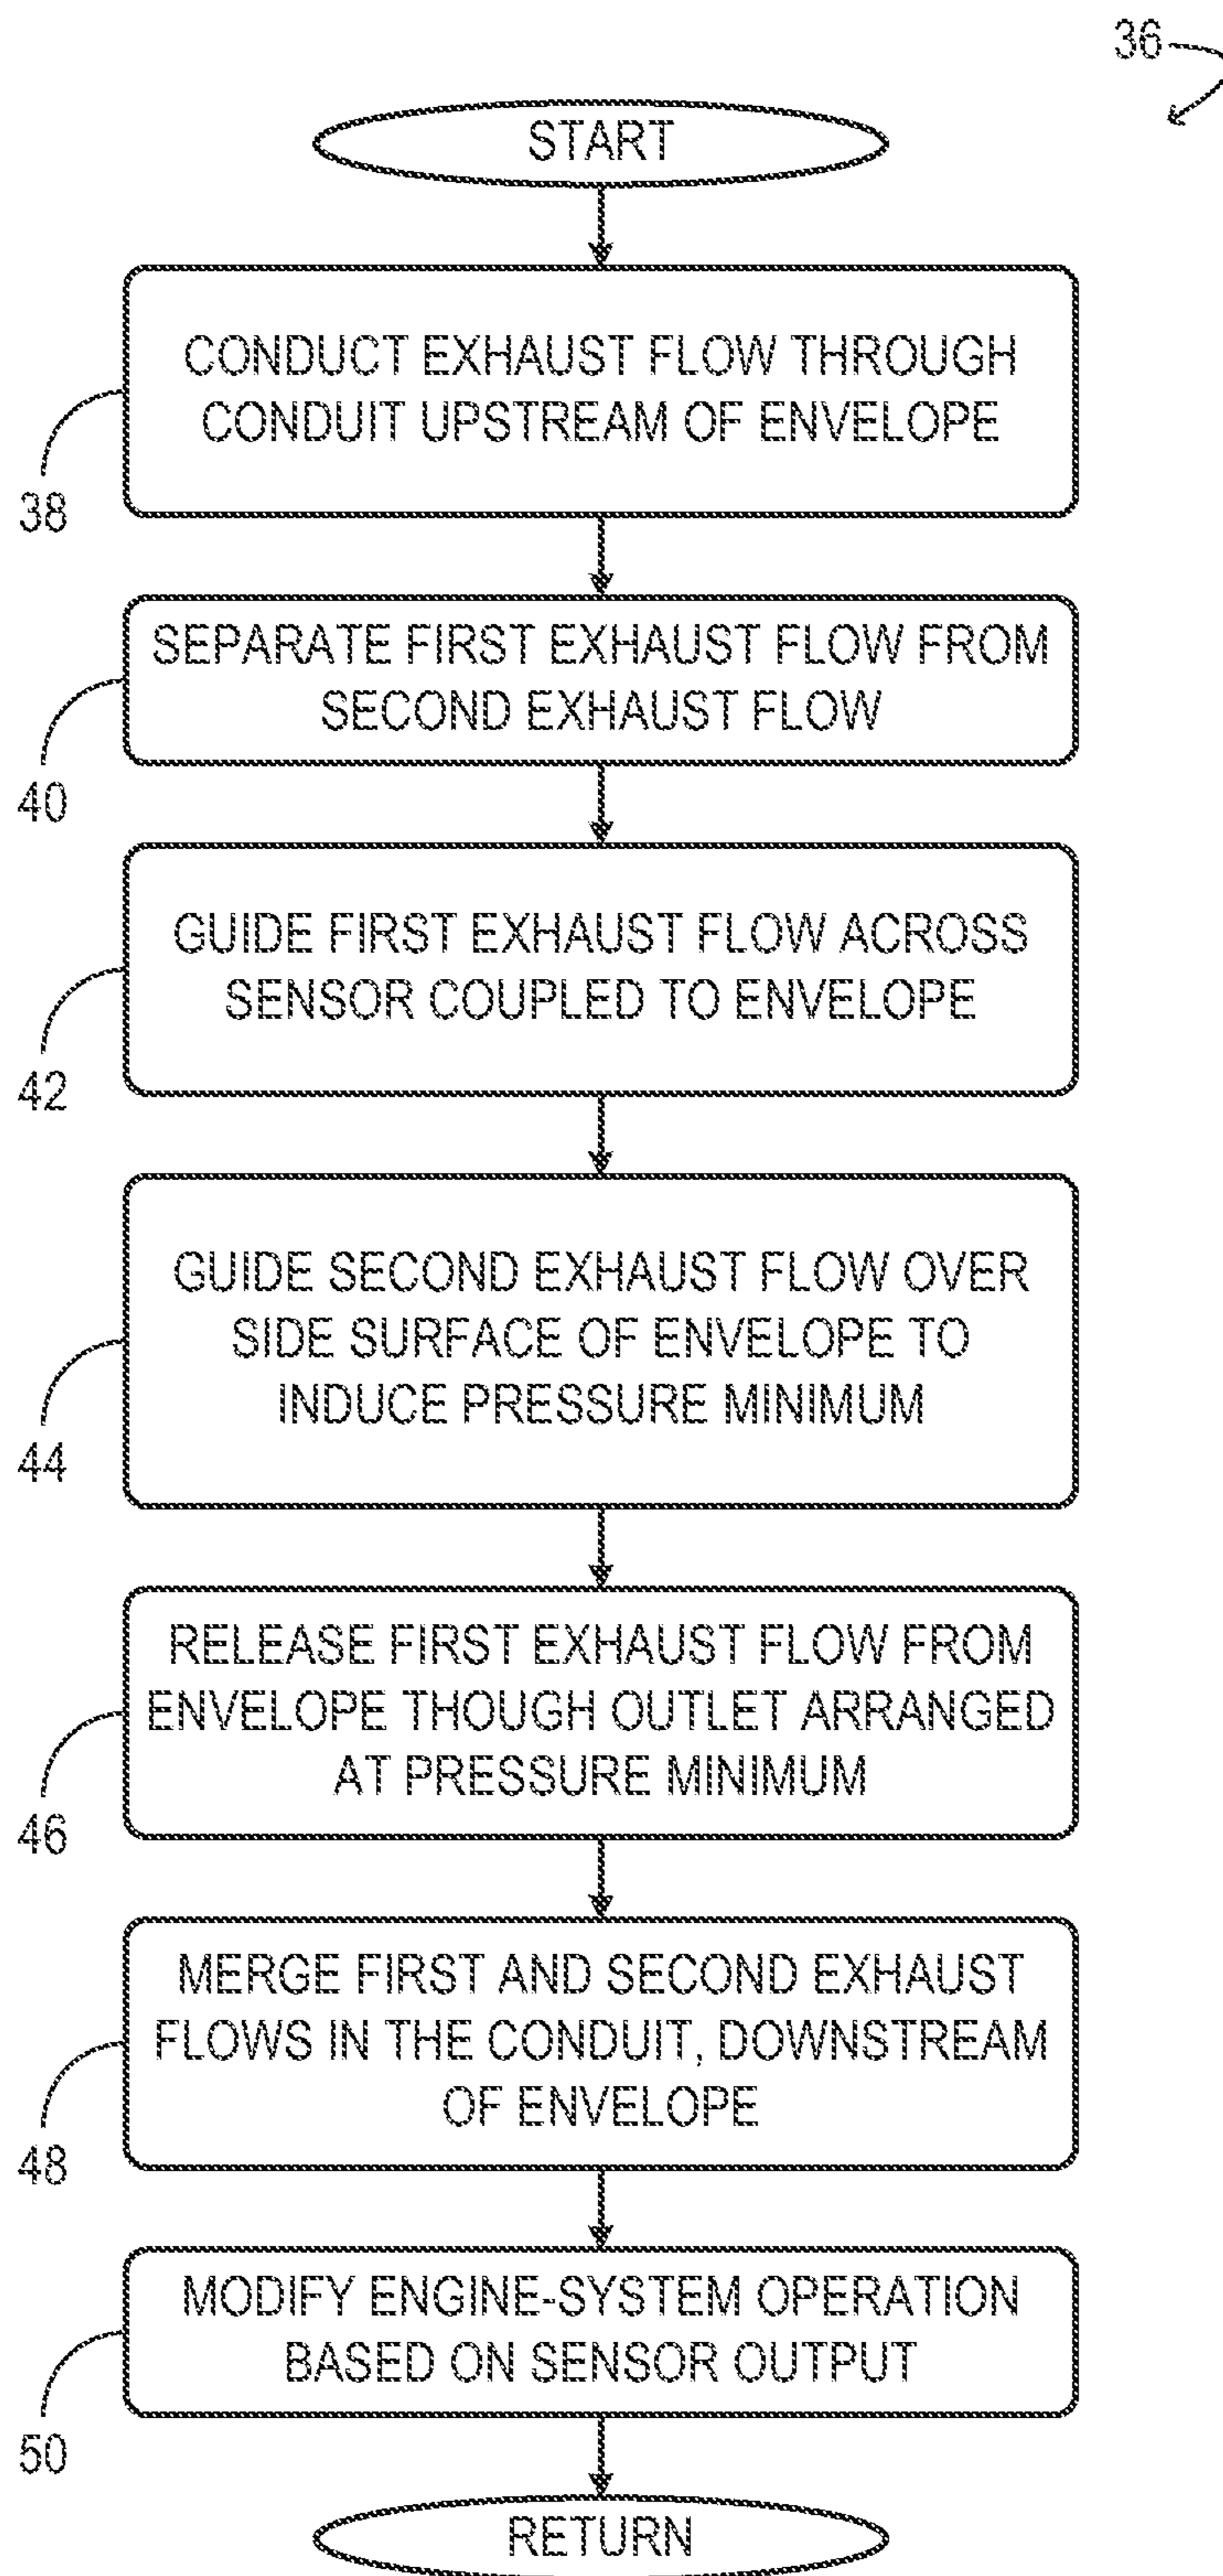 36
START
CONDUCT EXHAUST FLOW THROUGH
CONDUIT UPSTREAM OF ENVELOPE
38
SEPARATE FIRST EXHAUST FLOW FROM
SECOND EXHAUST FLOW
40
GUIDE FIRST EXHAUST FLOW ACROSS
SENSOR COUPLED TO ENVELOPE
42
GUIDE SECOND EXHAUST FLOW OVER
SIDE SURFACE OF ENVELOPE TO
INDUCE PRESSURE MINIMUM
44
RELEASE FIRST EXHAUST FLOW FROM
ENVELOPE THOUGH OUTLET ARRANGED
AT PRESSURE MINIMUM
46
MERGE FIRST AND SECOND EXHAUST
FLOWS IN THE CONDUIT, DOWNSTREAM
OF ENVELOPE
48
MODIFY ENGINE-SYSTEM OPERATION
BASED ON SENSOR OUTPUT
50
RETURN